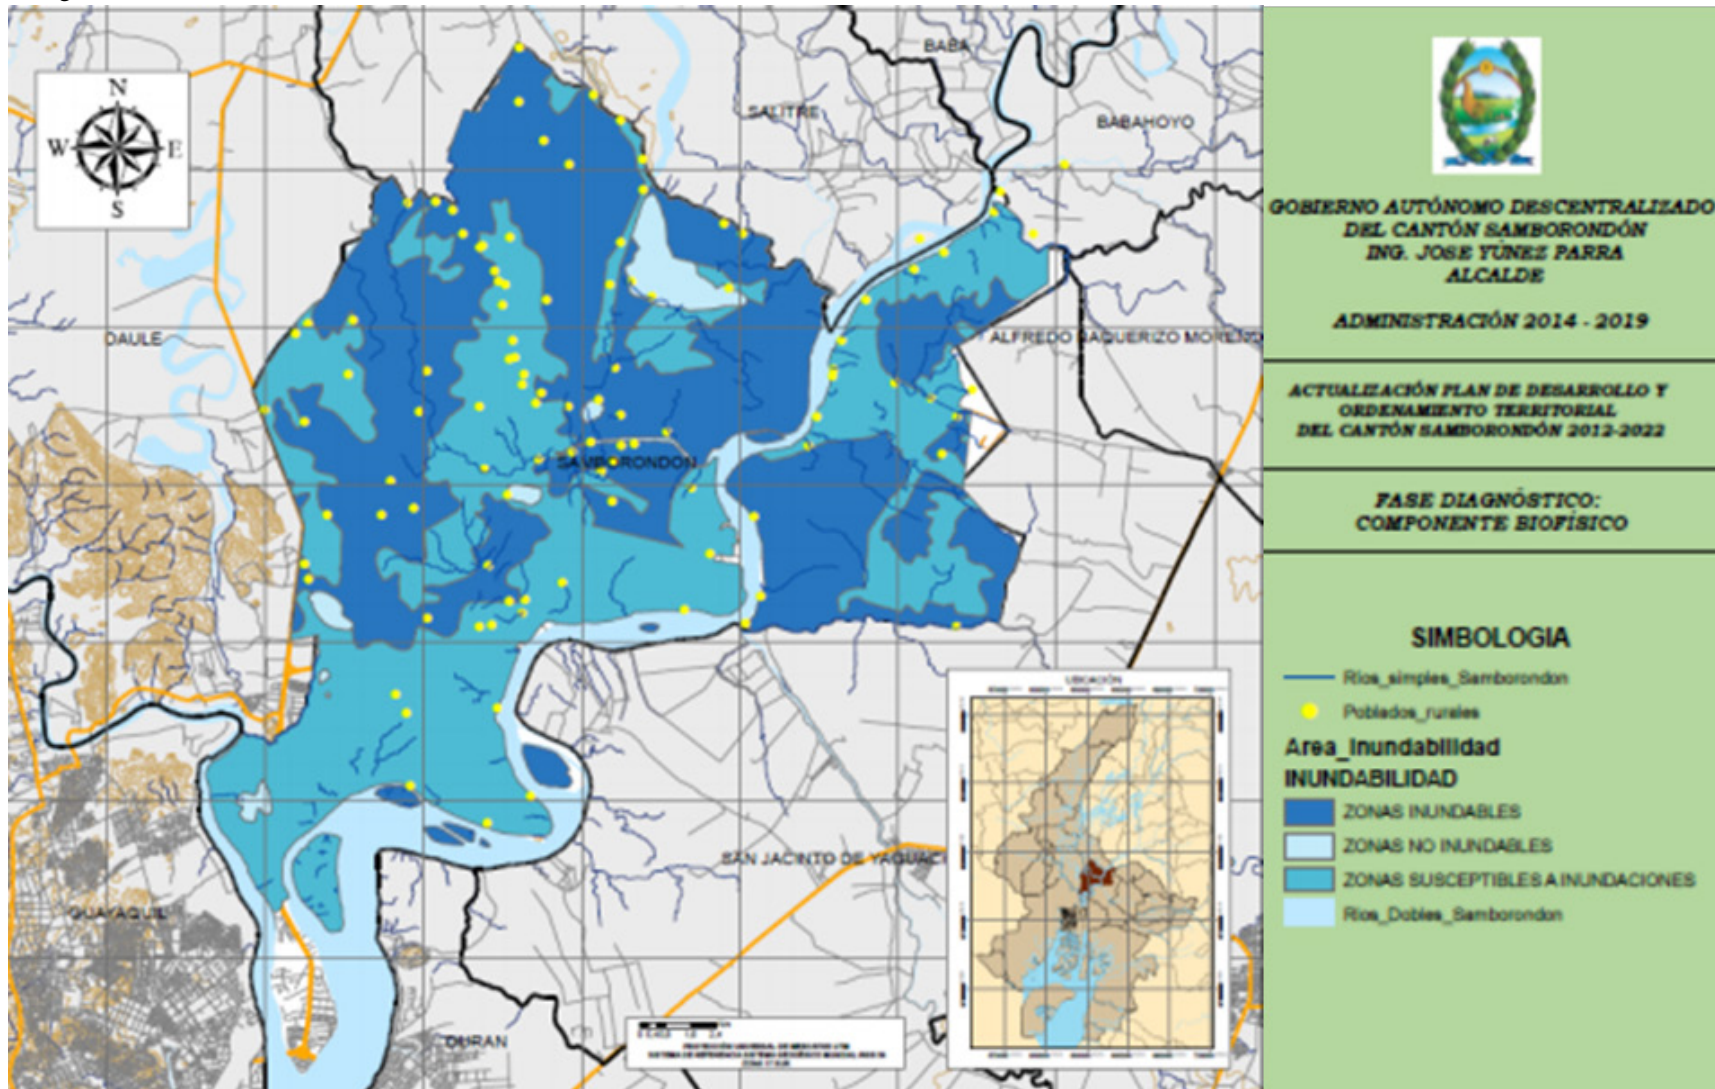 N
W
E
S
BABA
SALITRE
BABAHOYO
DAULE
ALFREDO BAQUERIZO MORENO
SAMBORONDON
SAN JACINTO DE YAGUACHI
GUAYAQUIL
DURAN
UBICACIÓN
GOBIERNO AUTÓNOMO DESCENTRALIZADO
DEL CANTÓN SAMBORONDÓN
ING. JOSE YÚNEZ PARRA
ALCALDE
ADMINISTRACIÓN 2014 - 2019
ACTUALIZACIÓN PLAN DE DESARROLLO Y
ORDENAMIENTO TERRITORIAL
DEL CANTÓN SAMBORONDÓN 2012-2022
FASE DIAGNÓSTICO:
COMPONENTE BIOFÍSICO
SIMBOLOGIA
Rios_simples_Samborondon
Poblados_rurales
Area_Inundabilidad
INUNDABILIDAD
ZONAS INUNDABLES
ZONAS NO INUNDABLES
ZONAS SUSCEPTIBLES A INUNDACIONES
Rios_Dobles_Samborondon